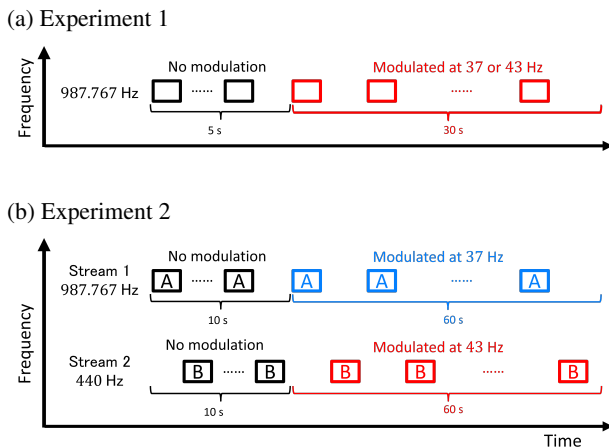 (a) Experiment 1
Frequency
987.767 Hz
No modulation
......
5 s
Modulated at 37 or 43 Hz
......
30 s
(b) Experiment 2
Frequency
Stream 1
987.767 Hz
No modulation
A ...... A
10 s
Modulated at 37 Hz
A A ...... A
60 s
Stream 2
440 Hz
No modulation
B ...... B
10 s
Modulated at 43 Hz
B B ...... B
60 s
Time